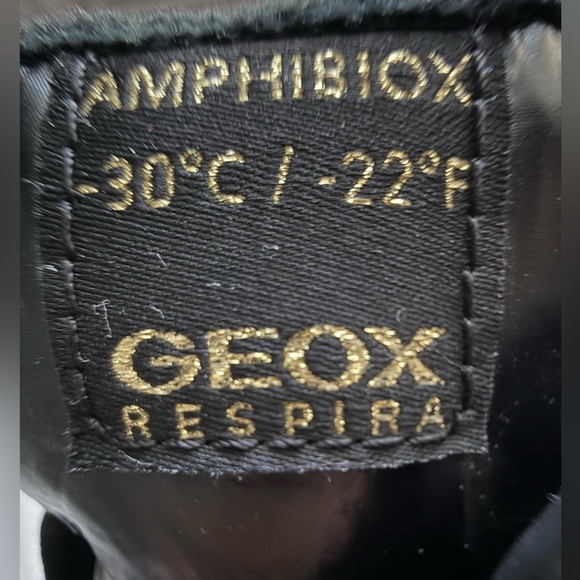 AMPHIBIOX
-30°C / -22°F
GEOX
RESPIRA